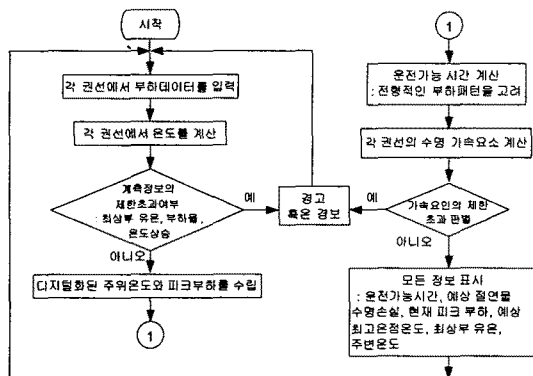 시작
각 권선에서 부하데이터를 입력
각 권선에서 온도를 계산
계측정보의
제한초과여부
: 최상부 유온, 부하율,
온도상승
예
아니오
디지털화된 주위온도와 피크부하를 수립
1
경고
혹은 경보
1
운전가능 시간 계산
: 전형적인 부하패턴을 고려
각 권선의 수명 가속요소 계산
가속요인의 제한
초과 판별
예
아니오
모든 정보 표시
: 운전가능시간, 예상 절연물
수명손실, 현재 피크 부하, 예상
최고온점온도, 최상부 유온,
주변온도